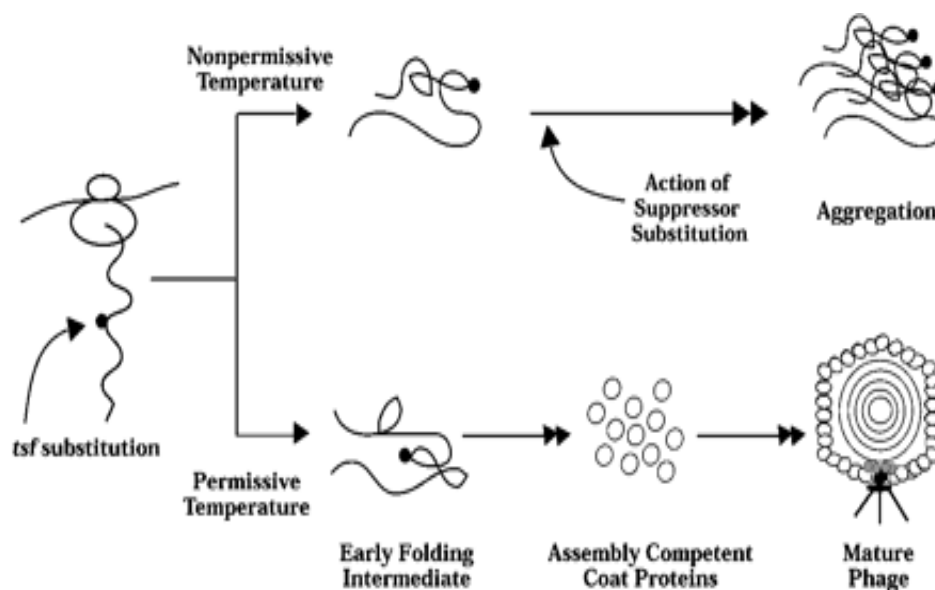 Nonpermissive
Temperature
Action of
Suppressor
Substitution
Aggregation
tsf substitution
Permissive
Temperature
Early Folding
Intermediate
Assembly Competent
Coat Proteins
Mature
Phage